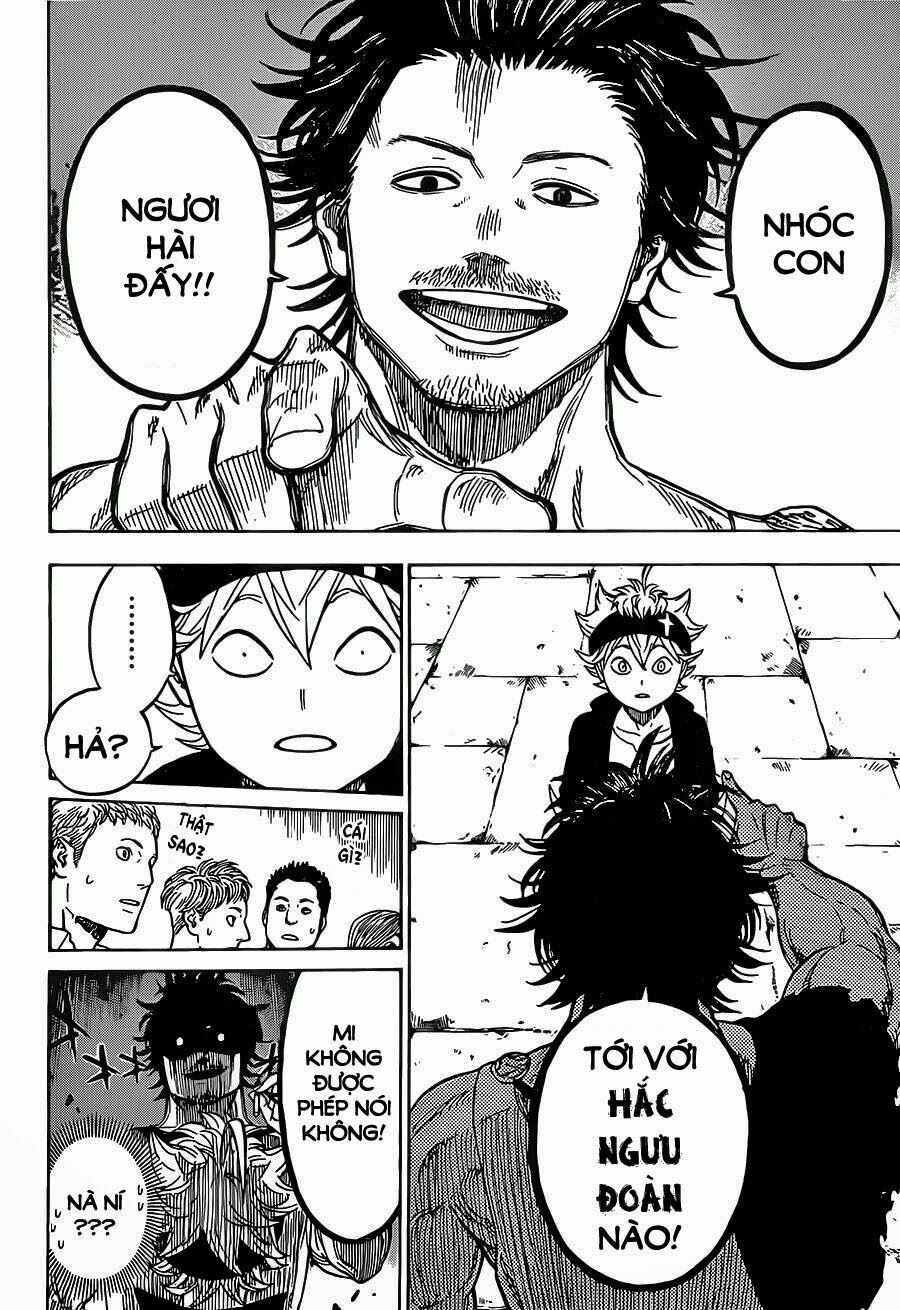 NHÓC
CON
NGƯƠI
HÀI
ĐẤY!!
TỚI VỚI
HẮC
NGƯU
ĐOÀN
NÀO!
.........
HẢ?
CÁI
GÌ?
THẬT
SAO?
MI
KHÔNG
ĐƯỢC
PHÉP NÓI
KHÔNG!
NÀ NÍ
???